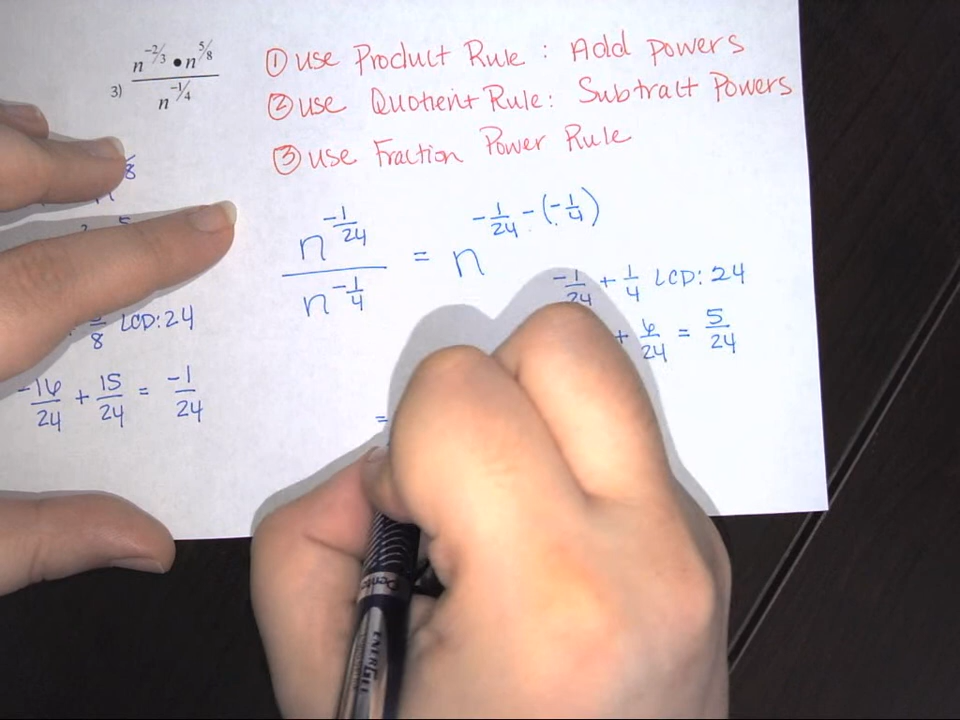 3) n^-2/3 • n^5/8 / n^-1/4
① use Product Rule : Add powers
② use Quotient Rule: Subtract Powers
③ use Fraction Power Rule
8
n
n^-1/24 / n^-1/4 = n^-1/24 - (-1/4)
-1/24 + 1/4 LCD: 24
+ 6/24 = 5/24
/8 LCD:24
-16/24 + 15/24 = -1/24
=
ENERGEL